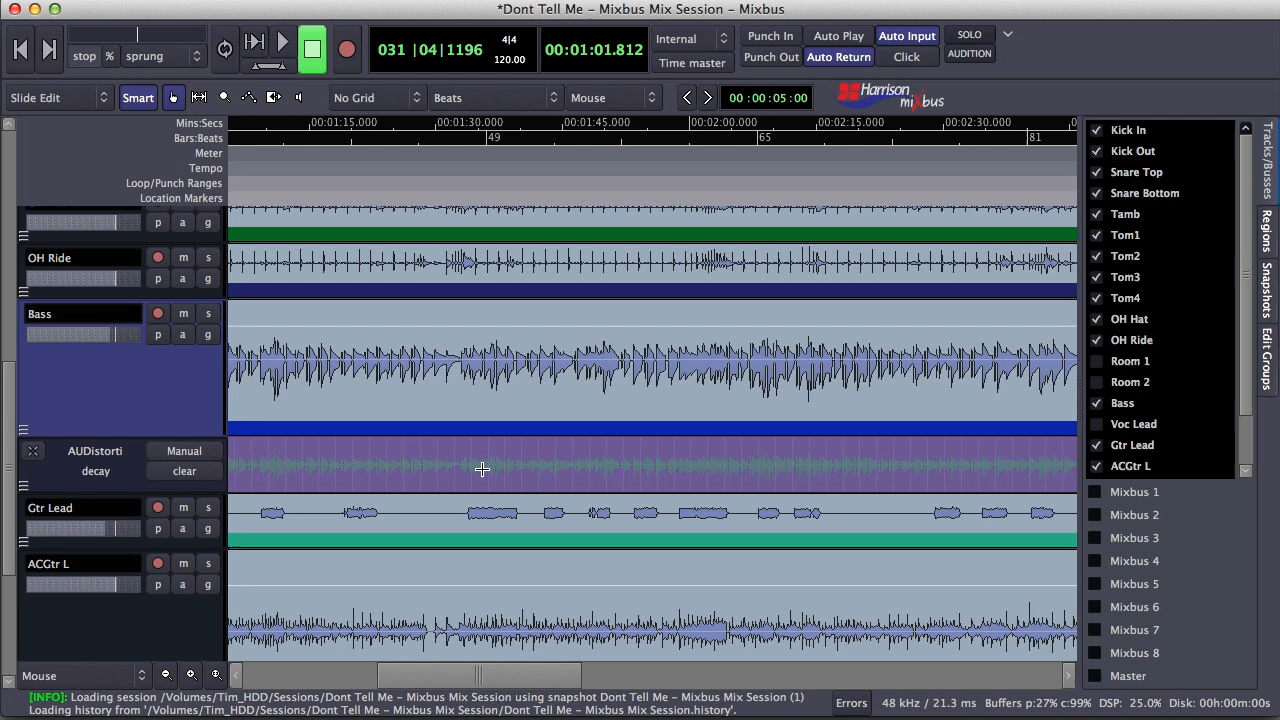 *Dont Tell Me – Mixbus Mix Session – Mixbus
stop % sprung
031 |04|1196
4|4
120.00
00:01:01.812
Internal
Time master
Punch In Auto Play Auto Input
Punch Out Auto Return Click
SOLO
AUDITION
Slide Edit Smart No Grid Beats Mouse 00:00:05:00 Harrison mixbus
Mins:Secs
00:01:15.000 00:01:30.000 00:01:45.000 00:02:00.000 00:02:15.000 00:02:30.000
Bars:Beats
49 65 81
Meter
Tempo
Loop/Punch Ranges
Location Markers
p a g
OH Ride m s
p a g
Bass m s
p a g
AUDistorti Manual
decay clear
Gtr Lead m s
p a g
ACGtr L m s
p a g
Kick In
Kick Out
Snare Top
Snare Bottom
Tamb
Tom1
Tom2
Tom3
Tom4
OH Hat
OH Ride
Room 1
Room 2
Bass
Voc Lead
Gtr Lead
ACGtr L
Mixbus 1
Mixbus 2
Mixbus 3
Mixbus 4
Mixbus 5
Mixbus 6
Mixbus 7
Mixbus 8
Master
Tracks/Busses
Regions
Snapshots
Edit Groups
Mouse
[INFO]: Loading session /Volumes/Tim_HDD/Sessions/Dont Tell Me – Mixbus Mix Session using snapshot Dont Tell Me – Mixbus Mix Session (1)
Loading history from '/Volumes/Tim_HDD/Sessions/Dont Tell Me – Mixbus Mix Session/Dont Tell Me – Mixbus Mix Session.history'.
Errors 48 kHz / 21.3 ms Buffers p:27% c:99% DSP: 25.0% Disk: 00h:00m:00s